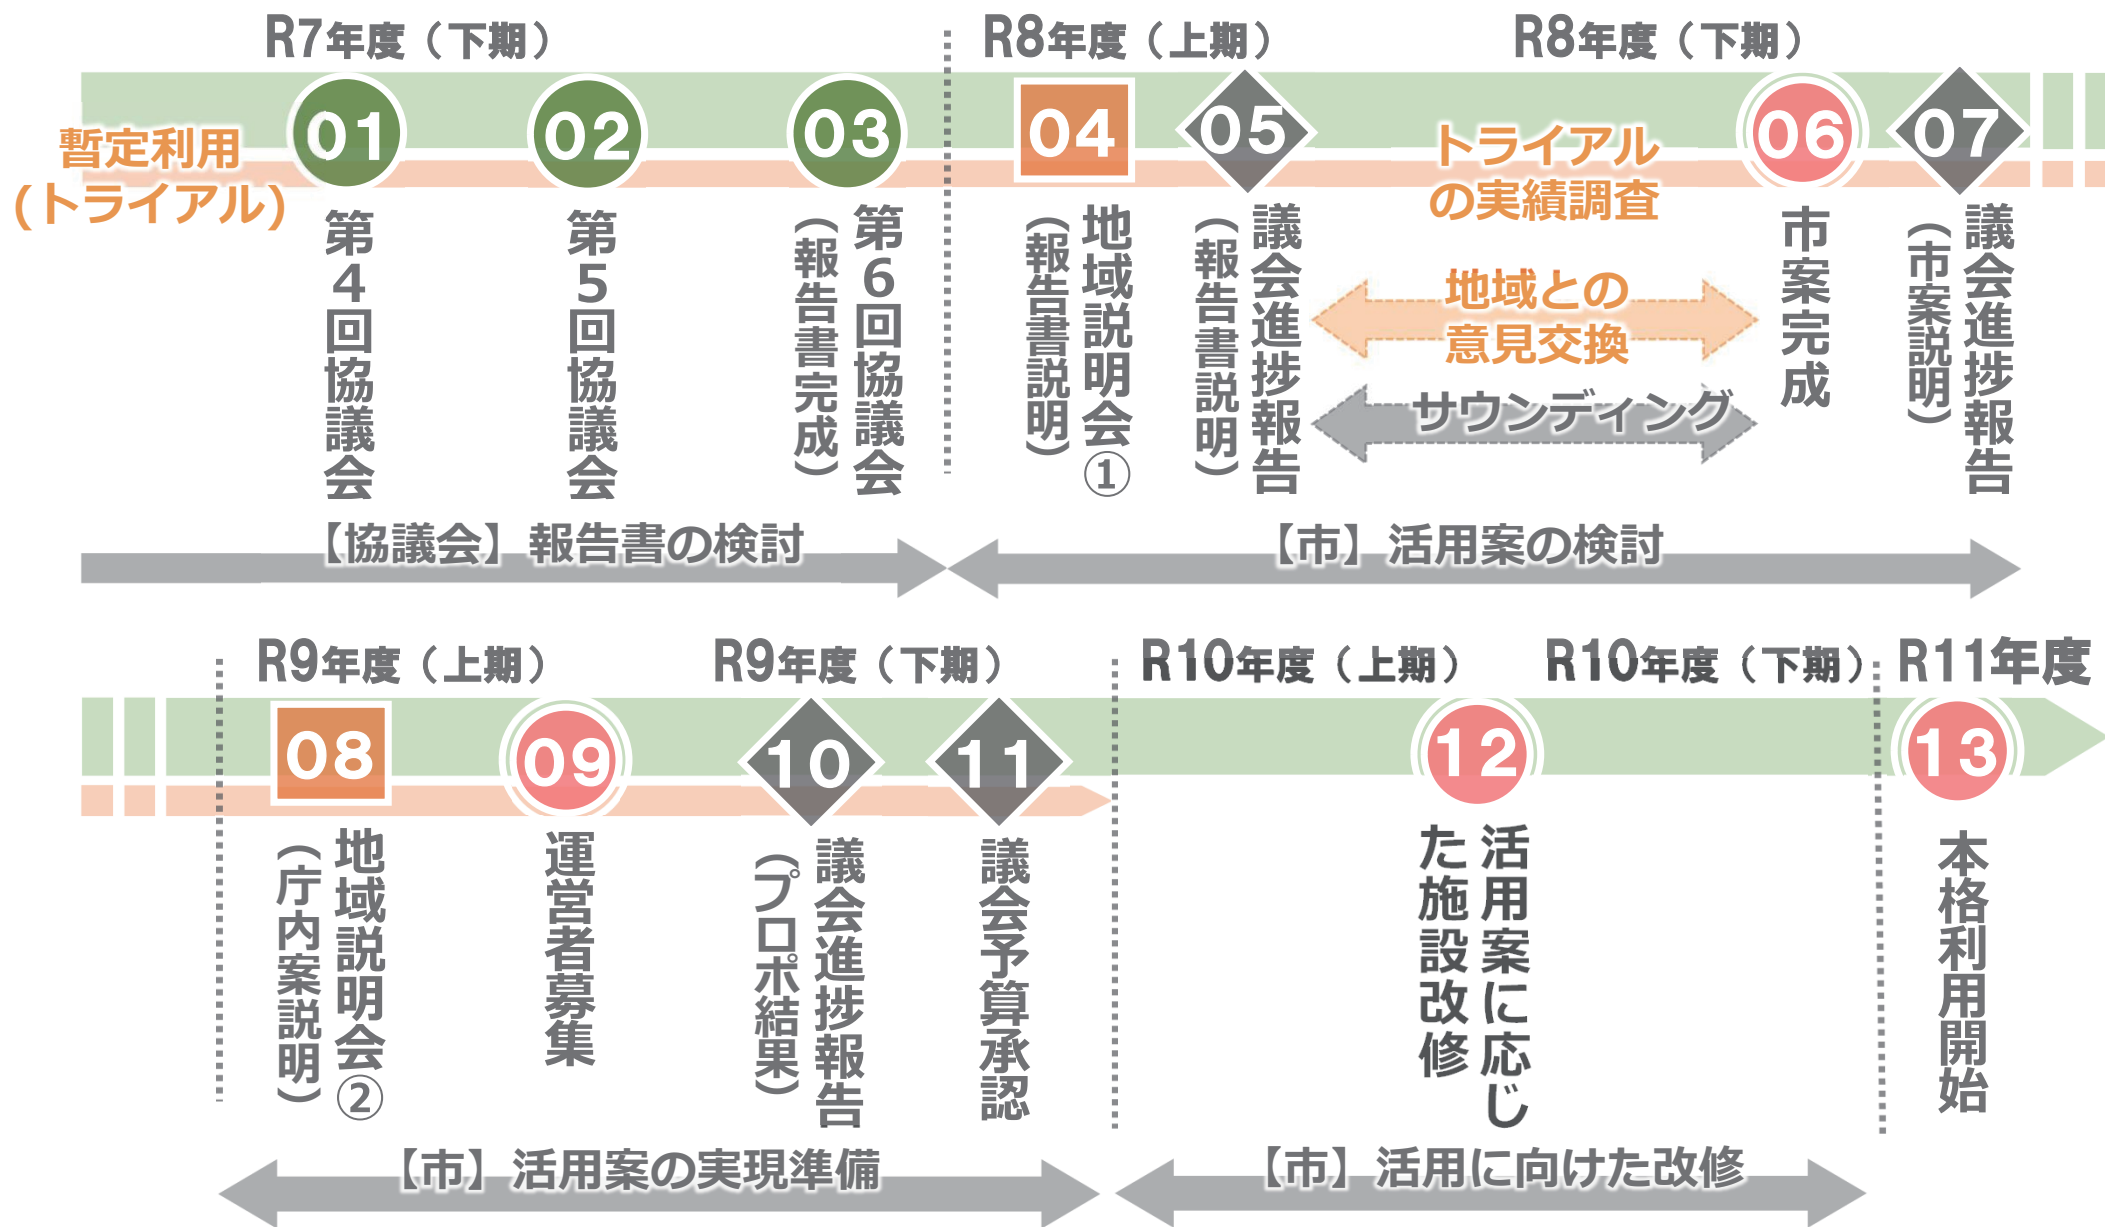 R7年度（下期）
R8年度（上期）
R8年度（下期）
暫定利用
(トライアル)
01
02
03
04
05
トライアル
の実績調査
06
07
第4回協議会
第5回協議会
第6回協議会
（報告書完成）
地域説明会①
（報告書説明）
議会進捗報告
（報告書説明）
地域との
意見交換
サウンディング
市案完成
議会進捗報告
（市案説明）
【協議会】報告書の検討
【市】活用案の検討
R9年度（上期）
R9年度（下期）
R10年度（上期）
R10年度（下期）
R11年度
08
09
10
11
12
13
地域説明会②
（庁内案説明）
運営者募集
議会進捗報告
（プロポ結果）
議会予算承認
活用案に応じ
た施設改修
本格利用開始
【市】活用案の実現準備
【市】活用に向けた改修